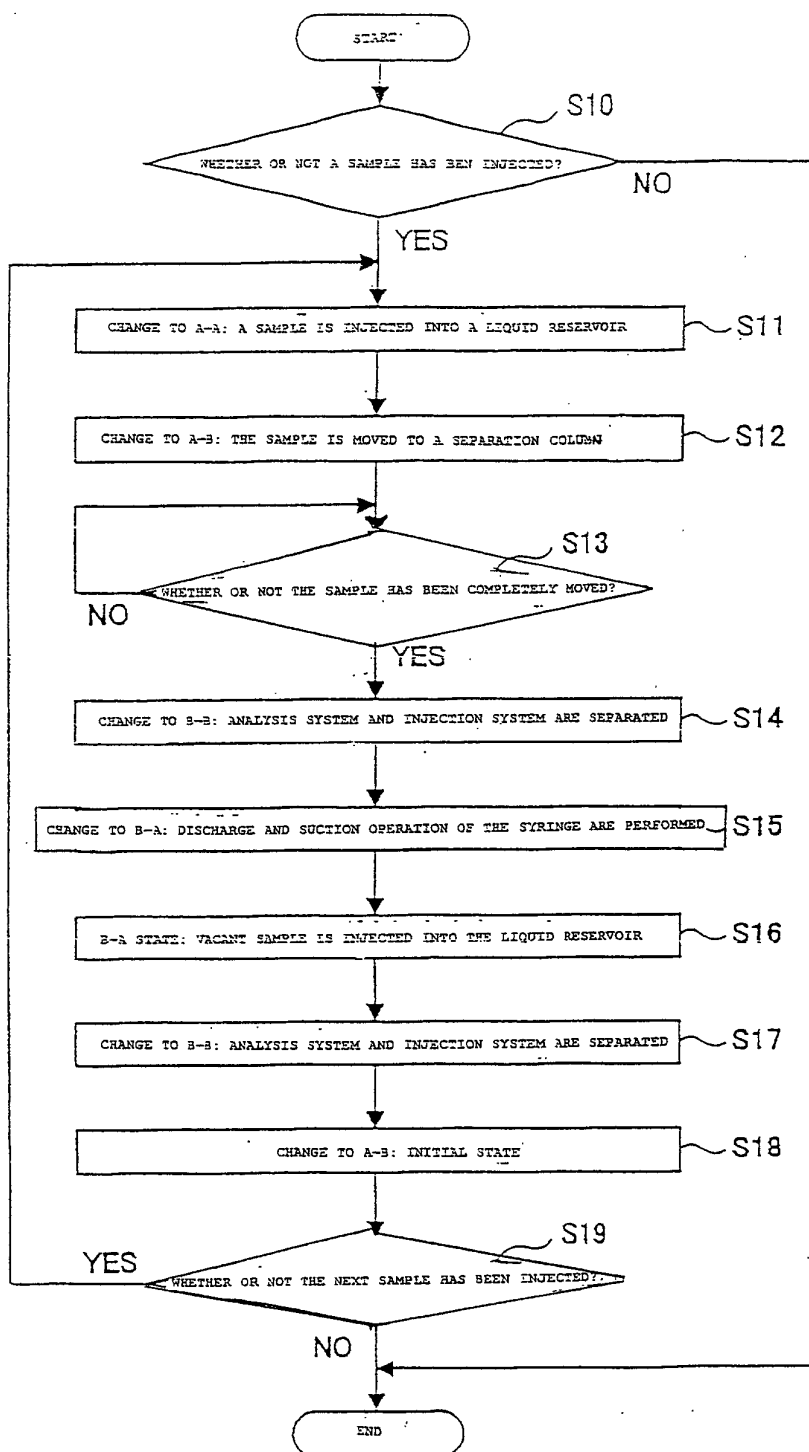 START
S10
WHETHER OR NOT A SAMPLE HAS BEN INJECTED?
NO
YES
CHANGE TO A-A: A SAMPLE IS INJECTED INTO A LIQUID RESERVOIR
S11
CHANGE TO A-B: THE SAMPLE IS MOVED TO A SEPARATION COLUMN
S12
S13
WHETHER OR NOT THE SAMPLE HAS BEEN COMPLETELY MOVED?
NO
YES
CHANGE TO B-B: ANALYSIS SYSTEM AND INJECTION SYSTEM ARE SEPARATED
S14
CHANGE TO B-A: DISCHARGE AND SUCTION OPERATION OF THE SYRINGE ARE PERFORMED
S15
B-A STATE: VACANT SAMPLE IS INJECTED INTO THE LIQUID RESERVOIR
S16
CHANGE TO B-B: ANALYSIS SYSTEM AND INJECTION SYSTEM ARE SEPARATED
S17
CHANGE TO A-B: INITIAL STATE
S18
S19
YES
WHETHER OR NOT THE NEXT SAMPLE HAS BEEN INJECTED?
NO
END